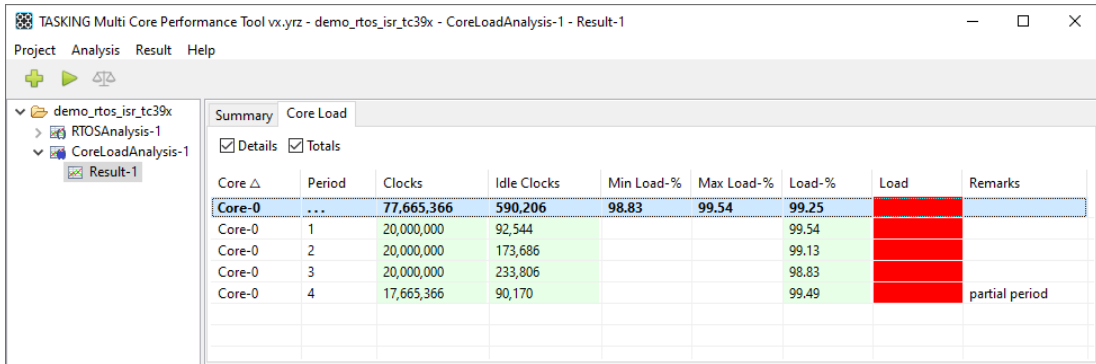 TASKING Multi Core Performance Tool vx.yrz - demo_rtos_isr_tc39x - CoreLoadAnalysis-1 - Result-1
Project Analysis Result Help
demo_rtos_isr_tc39x
RTOSAnalysis-1
CoreLoadAnalysis-1
Result-1
Summary Core Load
Details Totals
Core Period Clocks Idle Clocks Min Load-% Max Load-% Load-% Load Remarks
Core-0 ... 77,665,366 590,206 98.83 99.54 99.25
Core-0 1 20,000,000 92,544 99.54
Core-0 2 20,000,000 173,686 99.13
Core-0 3 20,000,000 233,806 98.83
Core-0 4 17,665,366 90,170 99.49 partial period